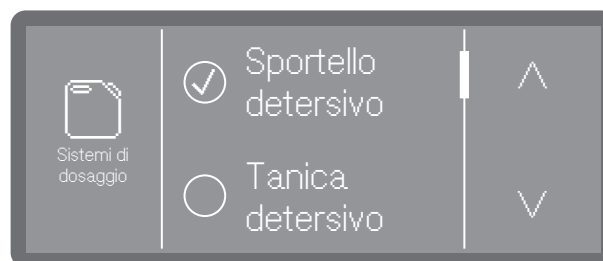 Sistemi di
dosaggio
Sportello
detersivo
Tanica
detersivo